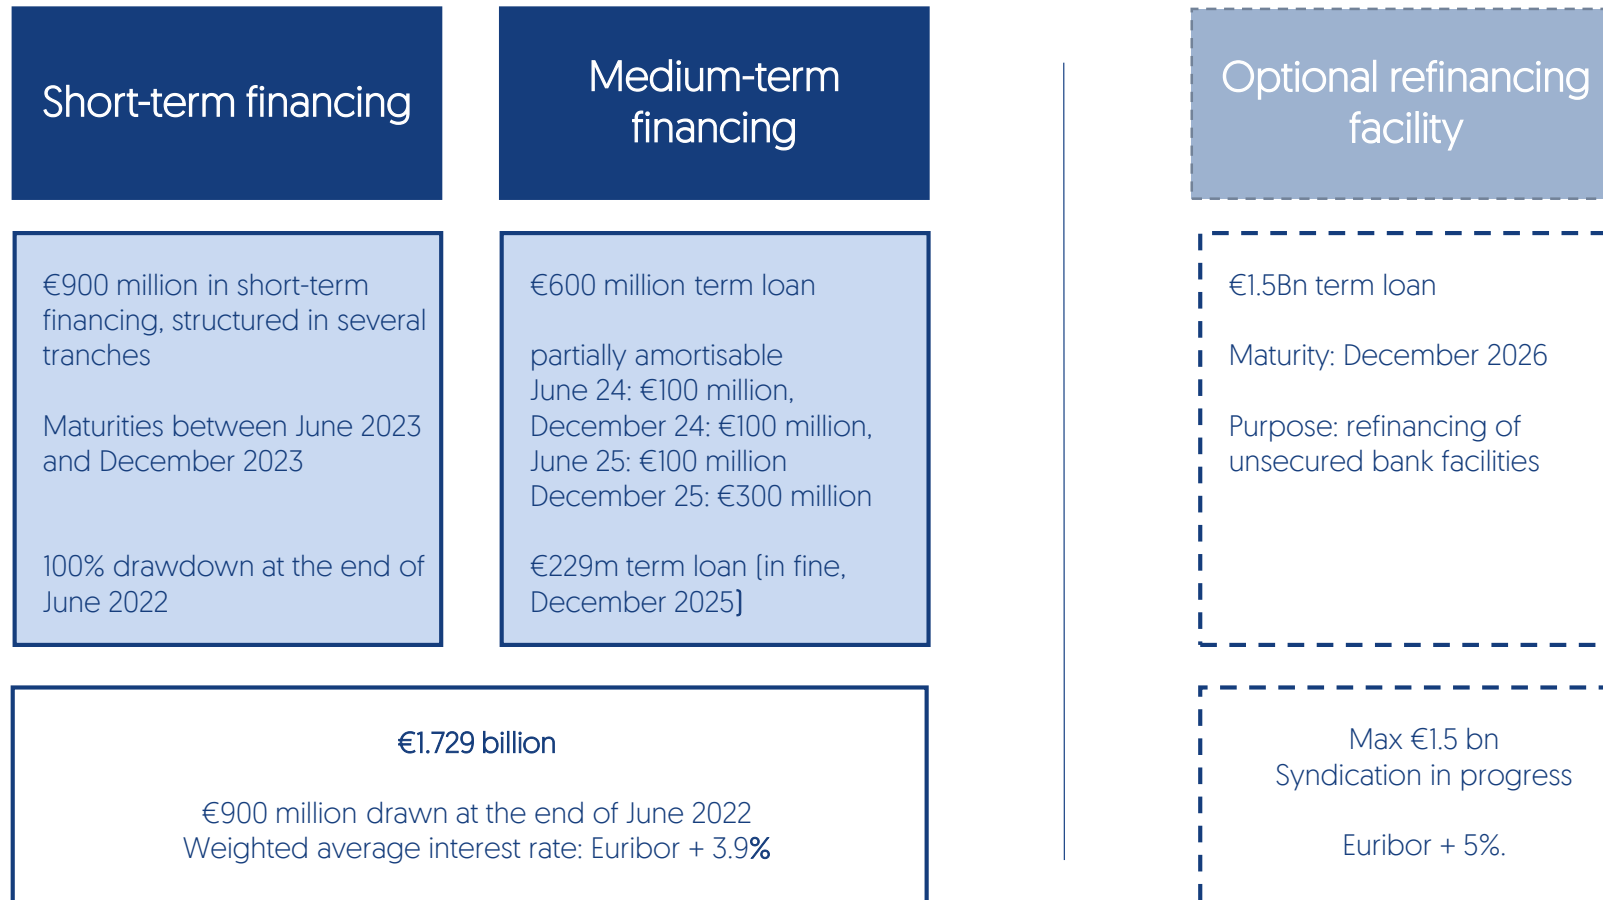 Short-term financing
Medium-term
financing
Optional refinancing
facility
€900 million in short-term
financing, structured in several
tranches
Maturities between June 2023
and December 2023
100% drawdown at the end of
June 2022
€600 million term loan
partially amortisable
June 24: €100 million,
December 24: €100 million,
June 25: €100 million
December 25: €300 million
€229m term loan (in fine,
December 2025)
€1.5Bn term loan
Maturity: December 2026
Purpose: refinancing of
unsecured bank facilities
€1.729 billion
€900 million drawn at the end of June 2022
Weighted average interest rate: Euribor + 3.9%
Max €1.5 bn
Syndication in progress
Euribor + 5%.